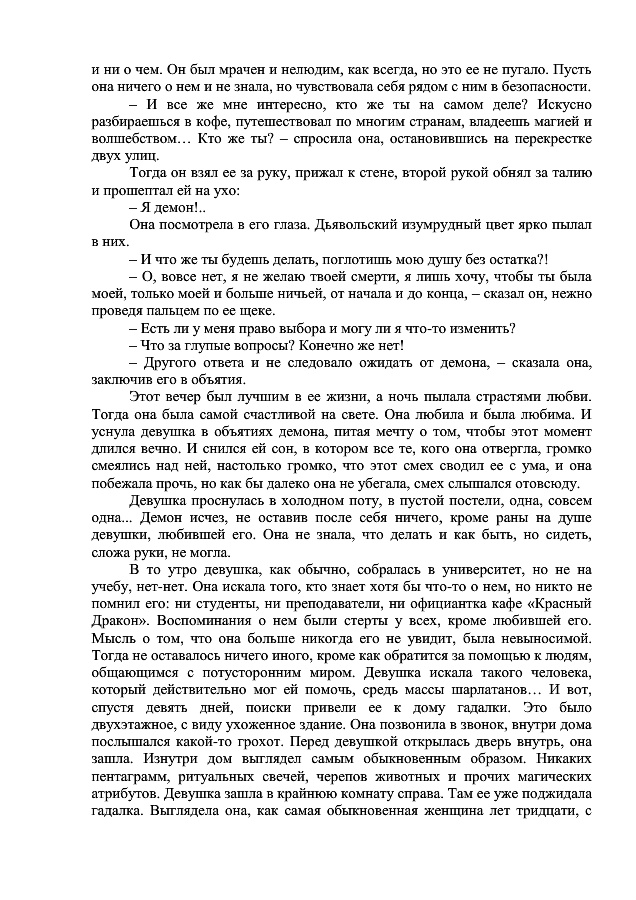 и ни о чем. Он был мрачен и нелюдим, как всегда, но это ее не пугало. Пусть
она ничего о нем и не знала, но чувствовала себя рядом с ним в безопасности.
– И все же мне интересно, кто же ты на самом деле? Искусно
разбираешься в кофе, путешествовал по многим странам, владеешь магией и
волшебством… Кто же ты? – спросила она, остановившись на перекрестке
двух улиц.
Тогда он взял ее за руку, прижал к стене, второй рукой обнял за талию
и прошептал ей на ухо:
– Я демон!..
Она посмотрела в его глаза. Дьявольский изумрудный цвет ярко пылал
в них.
– И что же ты будешь делать, поглотишь мою душу без остатка?!
– О, вовсе нет, я не желаю твоей смерти, я лишь хочу, чтобы ты была
моей, только моей и больше ничьей, от начала и до конца, – сказал он, нежно
проведя пальцем по ее щеке.
– Есть ли у меня право выбора и могу ли я что-то изменить?
– Что за глупые вопросы? Конечно же нет!
– Другого ответа и не следовало ожидать от демона, – сказала она,
заключив его в объятия.
Этот вечер был лучшим в ее жизни, а ночь пылала страстями любви.
Тогда она была самой счастливой на свете. Она любила и была любима. И
уснула девушка в объятиях демона, питая мечту о том, чтобы этот момент
длился вечно. И снился ей сон, в котором все те, кого она отвергла, громко
смеялись над ней, настолько громко, что этот смех сводил ее с ума, и она
побежала прочь, но как бы далеко она не убегала, смех слышался отовсюду.
Девушка проснулась в холодном поту, в пустой постели, одна, совсем
одна... Демон исчез, не оставив после себя ничего, кроме раны на душе
девушки, любившей его. Она не знала, что делать и как быть, но сидеть,
сложа руки, не могла.
В то утро девушка, как обычно, собралась в университет, но не на
учебу, нет-нет. Она искала того, кто знает хотя бы что-то о нем, но никто не
помнил его: ни студенты, ни преподаватели, ни официантка кафе «Красный
Дракон». Воспоминания о нем были стерты у всех, кроме любившей его.
Мысль о том, что она больше никогда его не увидит, была невыносимой.
Тогда не оставалось ничего иного, кроме как обратится за помощью к людям,
общающимся с потусторонним миром. Девушка искала такого человека,
который действительно мог ей помочь, средь массы шарлатанов… И вот,
спустя девять дней, поиски привели ее к дому гадалки. Это было
двухэтажное, с виду ухоженное здание. Она позвонила в звонок, внутри дома
послышался какой-то грохот. Перед девушкой открылась дверь внутрь, она
зашла. Изнутри дом выглядел самым обыкновенным образом. Никаких
пентаграмм, ритуальных свечей, черепов животных и прочих магических
атрибутов. Девушка зашла в крайнюю комнату справа. Там ее уже поджидала
гадалка. Выглядела она, как самая обыкновенная женщина лет тридцати, с